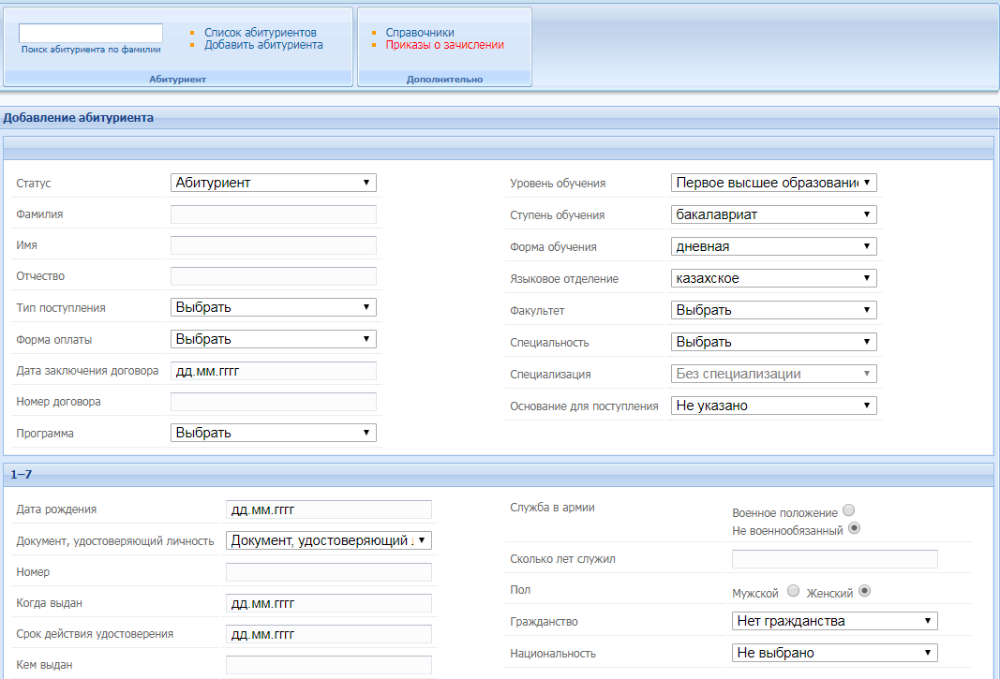 Поиск абитуриента по фамилии
Список абитуриентов
Добавить абитуриента
Абитуриент
Справочники
Приказы о зачислении
Дополнительно
Добавление абитуриента
Статус Абитуриент
Фамилия
Имя
Отчество
Тип поступления Выбрать
Форма оплаты Выбрать
Дата заключения договора дд.мм.гггг
Номер договора
Программа Выбрать
Уровень обучения Первое высшее образование
Ступень обучения бакалавриат
Форма обучения дневная
Языковое отделение казахское
Факультет Выбрать
Специальность Выбрать
Специализация Без специализации
Основание для поступления Не указано
1–7
Дата рождения дд.мм.гггг
Документ, удостоверяющий личность Документ, удостоверяющий
Номер
Когда выдан дд.мм.гггг
Срок действия удостоверения дд.мм.гггг
Кем выдан
Служба в армии Военное положение
Не военнообязанный
Сколько лет служил
Пол Мужской Женский
Гражданство Нет гражданства
Национальность Не выбрано